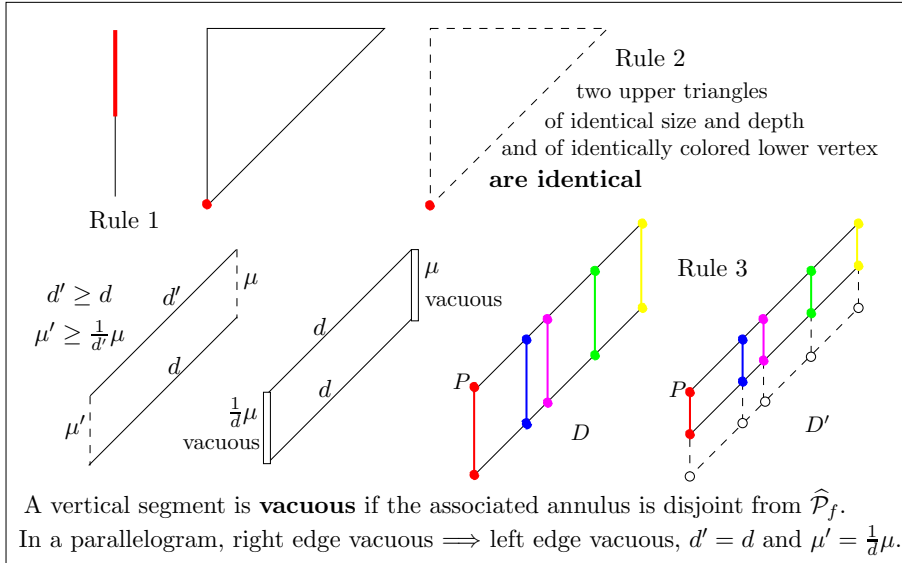 Rule 1
Rule 2
two upper triangles
of identical size and depth
and of identically colored lower vertex
are identical
d′ ≥ d
μ′ ≥ 1/d′ μ
d′
μ
d
μ′
d
μ
vacuous
d
1/d μ
vacuous
Rule 3
P
D
P
D′
A vertical segment is vacuous if the associated annulus is disjoint from 𝒫̂_f.
In a parallelogram, right edge vacuous ⟹ left edge vacuous, d′ = d and μ′ = 1/d μ.